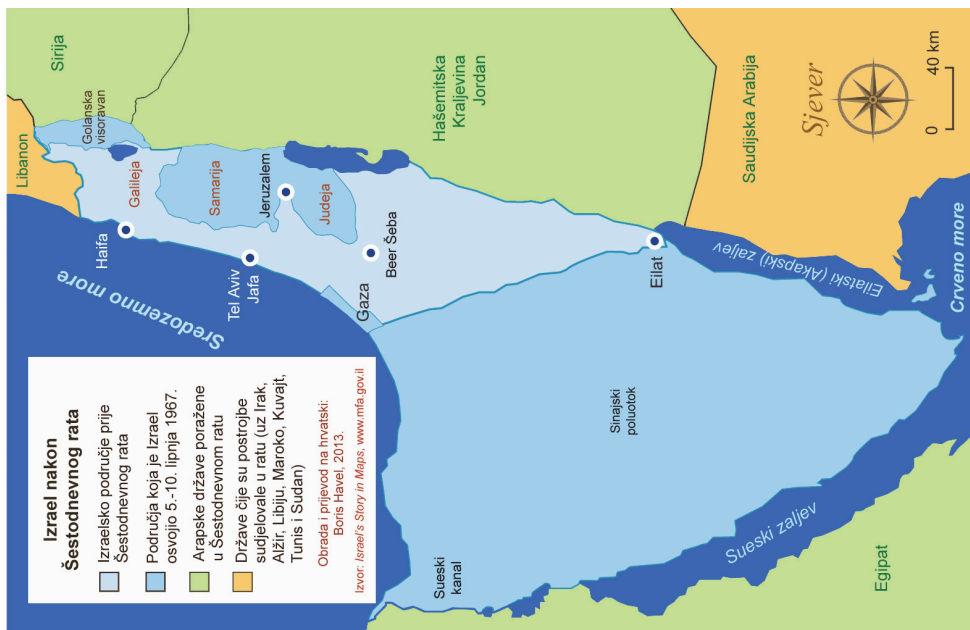 Izrael nakon
Šestodnevnog rata
Izraelsko područje prije
Šestodnevnog rata
Područja koja je Izrael
osvojio 5.-10. lipnja 1967.
Arapske države poražene
u Šestodnevnom ratu
Države čije su postrojbe
sudjelovale u ratu (uz Irak,
Alžir, Libiju, Maroko, Kuvajt,
Tunis i Sudan)
Obrada i prijevod na hrvatski:
Boris Havel, 2013.
Izvor: Israel's Story in Maps, www.mfa.gov.il
Libanon
Sirija
Golanska
visoravan
Galileja
Haifa
Sredozemno more
Samarija
Tel Aviv
Jafa
Jeruzalem
Judeja
Gaza
Beer Šeba
Hašemitska
Kraljevina
Jordan
Sueski
kanal
Sinajski
poluotok
Eilat
Eilatski (Akapski) zaljev
Saudijska Arabija
Sueski zaljev
Egipat
Crveno more
Sjever
0 40 km